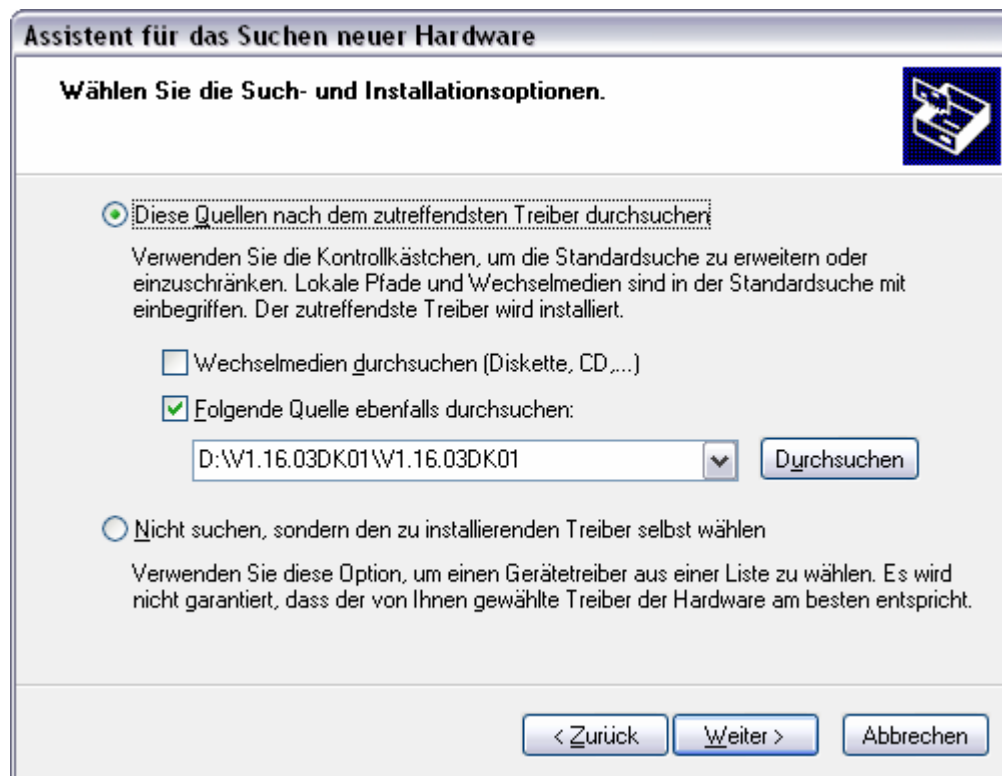 Assistent für das Suchen neuer Hardware
Wählen Sie die Such- und Installationsoptionen.
Diese Quellen nach dem zutreffendsten Treiber durchsuchen
Verwenden Sie die Kontrollkästchen, um die Standardsuche zu erweitern oder
einzuschränken. Lokale Pfade und Wechselmedien sind in der Standardsuche mit
einbegriffen. Der zutreffendste Treiber wird installiert.
Wechselmedien durchsuchen (Diskette, CD,...)
Folgende Quelle ebenfalls durchsuchen:
D:\V1.16.03DK01\V1.16.03DK01
Durchsuchen
Nicht suchen, sondern den zu installierenden Treiber selbst wählen
Verwenden Sie diese Option, um einen Gerätetreiber aus einer Liste zu wählen. Es wird
nicht garantiert, dass der von Ihnen gewählte Treiber der Hardware am besten entspricht.
< Zurück Weiter > Abbrechen